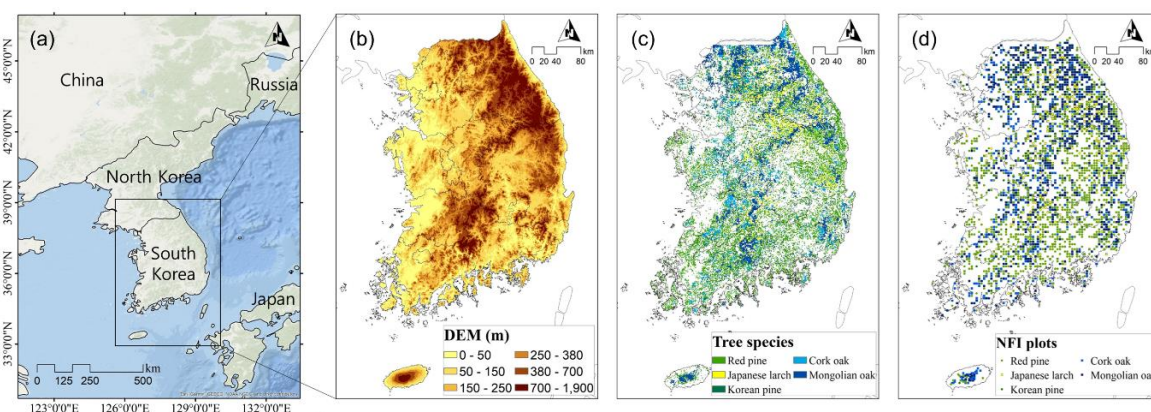 (a)
China
Russia
North Korea
South
Korea
Japan
0 125 250 500
km
45°0'0"N
42°0'0"N
39°0'0"N
36°0'0"N
33°0'0"N
123°0'0"E 126°0'0"E 129°0'0"E 132°0'0"E
(b)
N
0 20 40 80
km
DEM (m)
0 - 50
50 - 150
150 - 250
250 - 380
380 - 700
700 - 1,900
(c)
N
0 20 40 80
km
Tree species
Red pine
Japanese larch
Korean pine
Cork oak
Mongolian oak
(d)
N
0 20 40 80
km
NFI plots
Red pine
Japanese larch
Korean pine
Cork oak
Mongolian oak